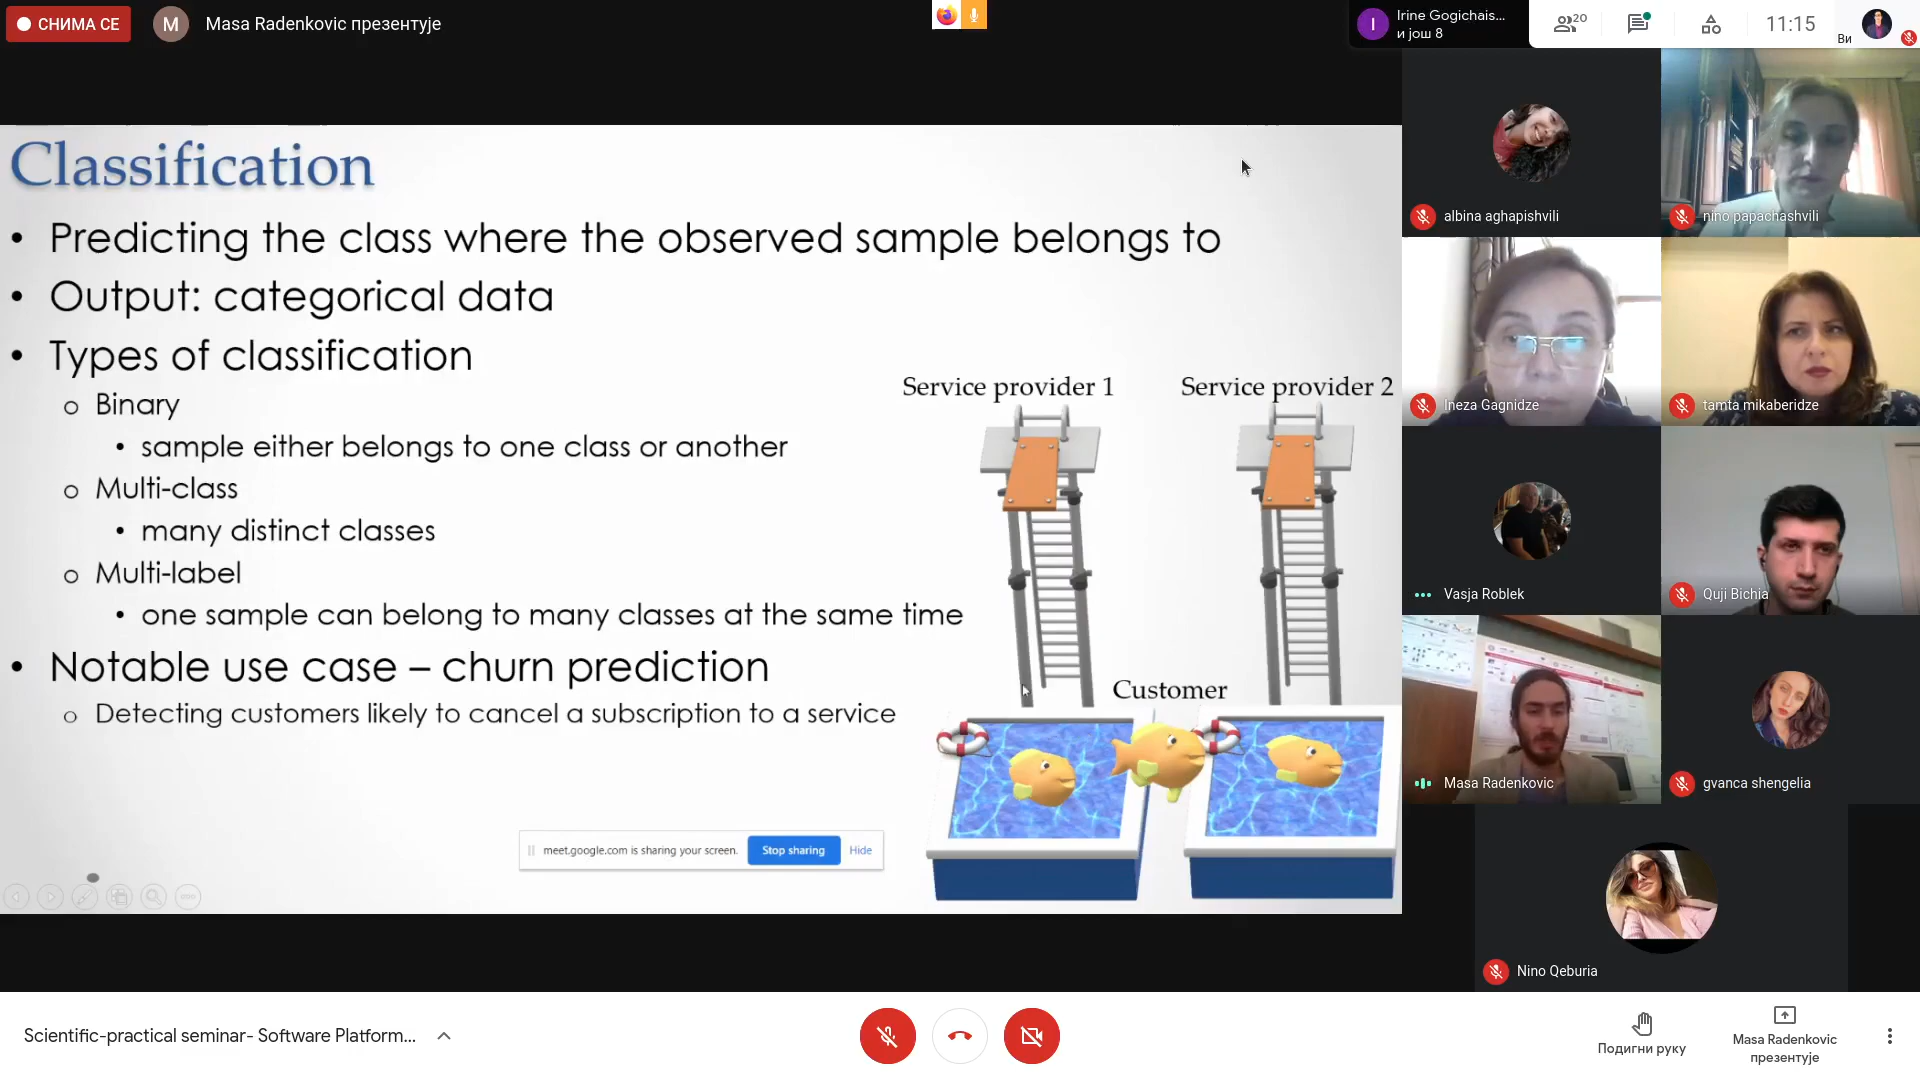 СНИМА СЕ
M
Masa Radenkovic презентује
I
Irine Gogichais...
и још 8
20
11:15
Ви
Classification
• Predicting the class where the observed sample belongs to
• Output: categorical data
• Types of classification
o Binary
• sample either belongs to one class or another
o Multi-class
• many distinct classes
o Multi-label
• one sample can belong to many classes at the same time
• Notable use case – churn prediction
o Detecting customers likely to cancel a subscription to a service
Service provider 1
Service provider 2
Customer
meet.google.com is sharing your screen.
Stop sharing
Hide
albina aghapishvili
nino papachashvili
Ineza Gagnidze
tamta mikaberidze
Vasja Roblek
Quji Bichia
Masa Radenkovic
gvanca shengelia
Nino Qeburia
Scientific-practical seminar- Software Platform...
Подигни руку
Masa Radenkovic
презентује